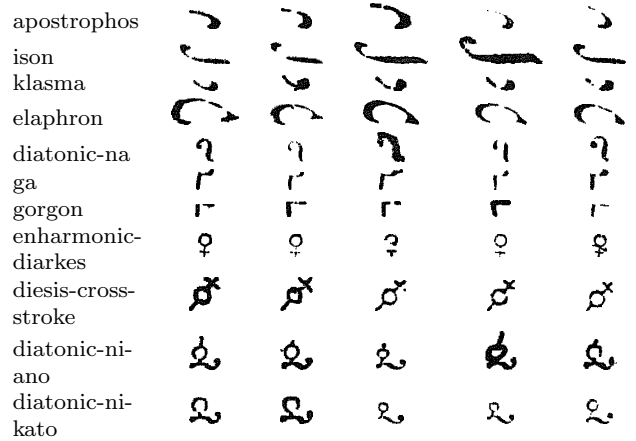 apostrophos
ison
klasma
elaphron
diatonic-na
ga
gorgon
enharmonic-
diarkes
diesis-cross-
stroke
diatonic-ni-
ano
diatonic-ni-
kato